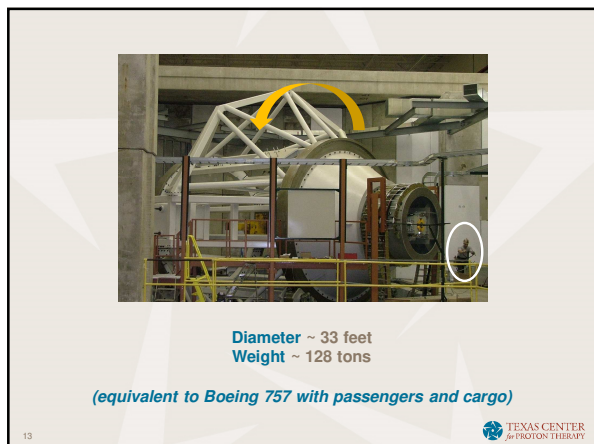 Diameter ~ 33 feet
Weight ~ 128 tons
(equivalent to Boeing 757 with passengers and cargo)
13
TEXAS CENTER
for PROTON THERAPY